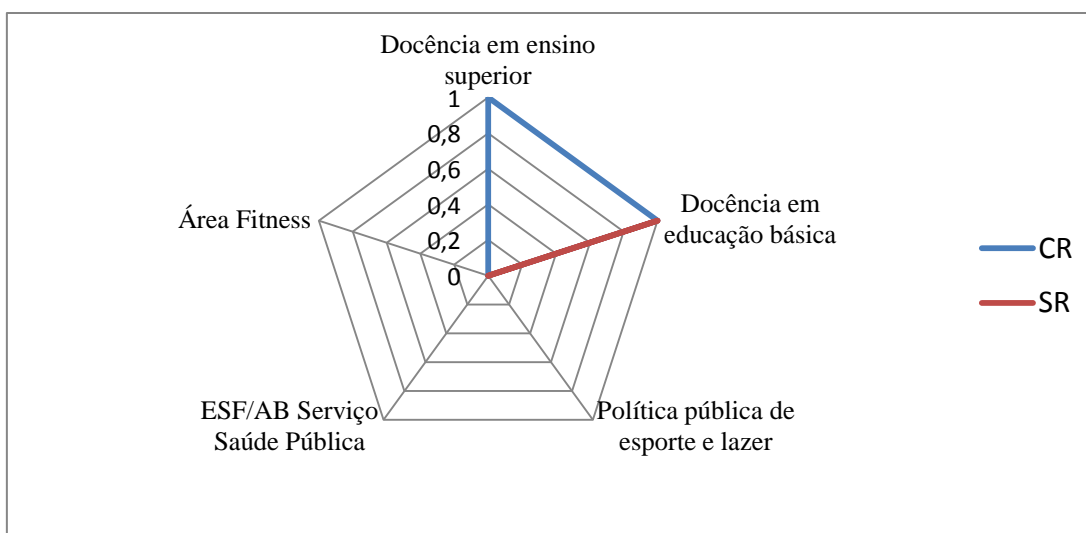 Docência em ensino
superior
1
0,8
0,6
0,4
0,2
0
Docência em
educação básica
Política pública de
esporte e lazer
ESF/AB Serviço
Saúde Pública
Área Fitness
CR
SR